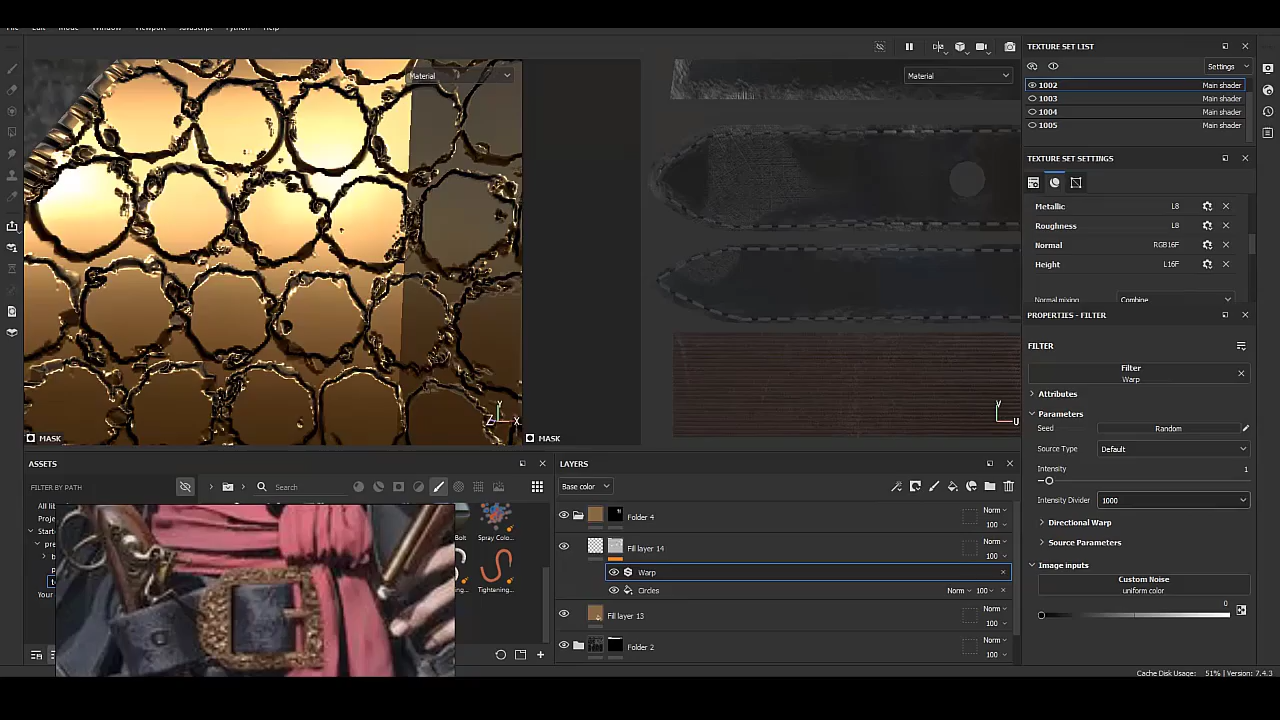 File Edit Mode Window Viewport JavaScript Python Help
Material
Material
Z X
Y
Y
U
MASK
MASK
TEXTURE SET LIST
Settings
1002 Main shader
1003 Main shader
1004 Main shader
1005 Main shader
TEXTURE SET SETTINGS
Metallic L8
Roughness L8
Normal RGB16F
Height L16F
Normal mixing Combine
PROPERTIES - FILTER
FILTER
Filter
Warp
Attributes
Parameters
Seed Random
Source Type Default
Intensity 1
Intensity Divider 1000
Directional Warp
Source Parameters
Image inputs
Custom Noise
uniform color
0
ASSETS
FILTER BY PATH
Search
All lib
Proje
Starte
Your
Spray Colo...
Tightening...
LAYERS
Base color
Folder 4 Norm 100
Fill layer 14 Norm 100
Warp
Circles Norm 100
Fill layer 13 Norm 100
Folder 2 Norm 100
Cache Disk Usage: 51% | Version: 7.4.3